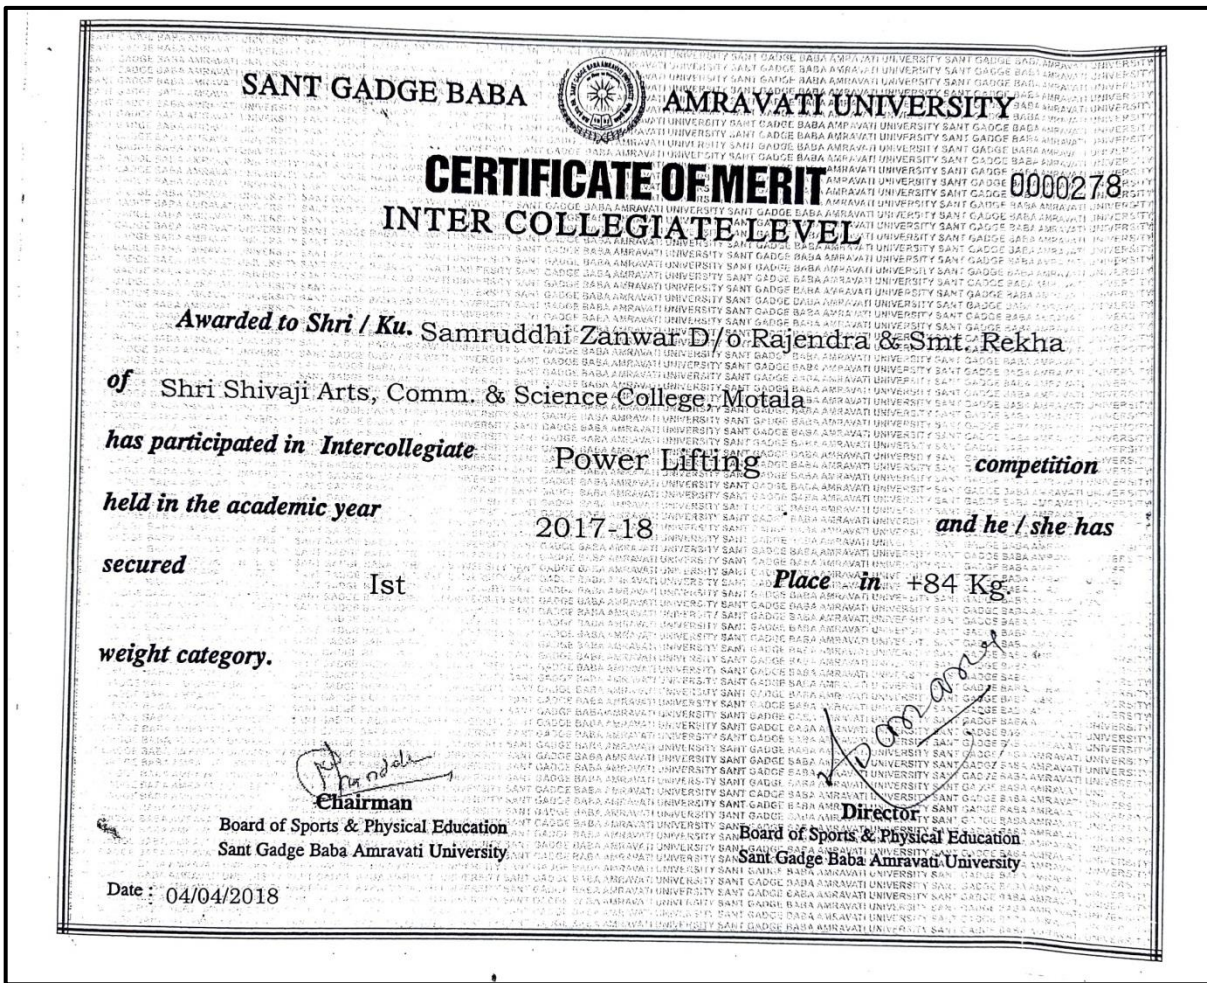 SANT GADGE BABA AMRAVATI UNIVERSITY
CERTIFICATE OF MERIT
0000278
INTER COLLEGIATE LEVEL
Awarded to Shri / Ku. Samruddhi Zanwar D/o Rajendra & Smt. Rekha
of Shri Shivaji Arts, Comm. & Science College, Motala
has participated in Intercollegiate Power Lifting competition
held in the academic year 2017-18 and he / she has
secured Ist Place in +84 Kg.
weight category.
Chairman
Board of Sports & Physical Education
Sant Gadge Baba Amravati University
Director
Board of Sports & Physical Education
Sant Gadge Baba Amravati University
Date : 04/04/2018